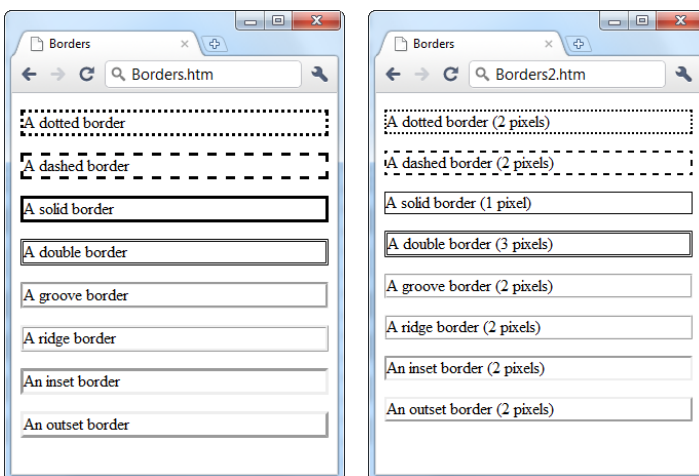 Borders
Borders.htm
A dotted border
A dashed border
A solid border
A double border
A groove border
A ridge border
An inset border
An outset border
Borders
Borders2.htm
A dotted border (2 pixels)
A dashed border (2 pixels)
A solid border (1 pixel)
A double border (3 pixels)
A groove border (2 pixels)
A ridge border (2 pixels)
An inset border (2 pixels)
An outset border (2 pixels)